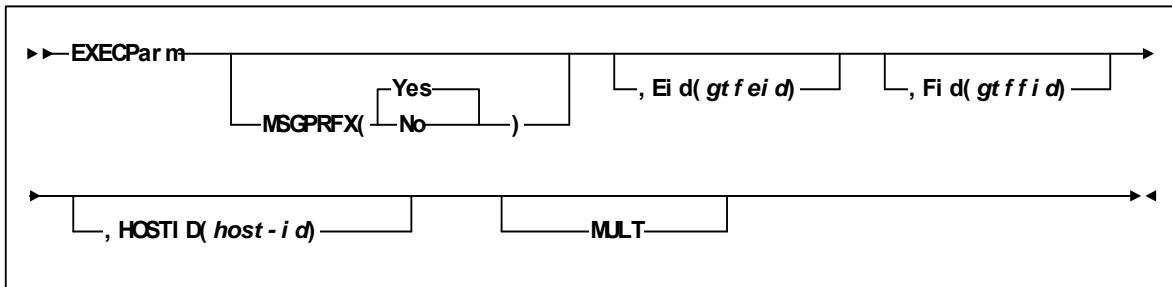 EXECParm
Yes
, Eid(gtfeid)
, Fid(gtffid)
MSGPRFX( No )
, HOSTID(host-id)
MULT